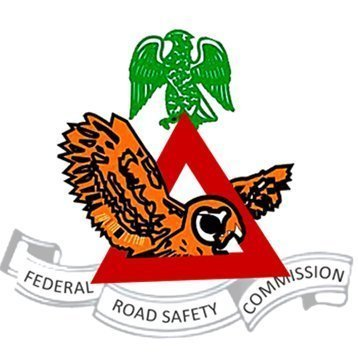 FEDERAL
ROAD SAFETY
COMMISSION